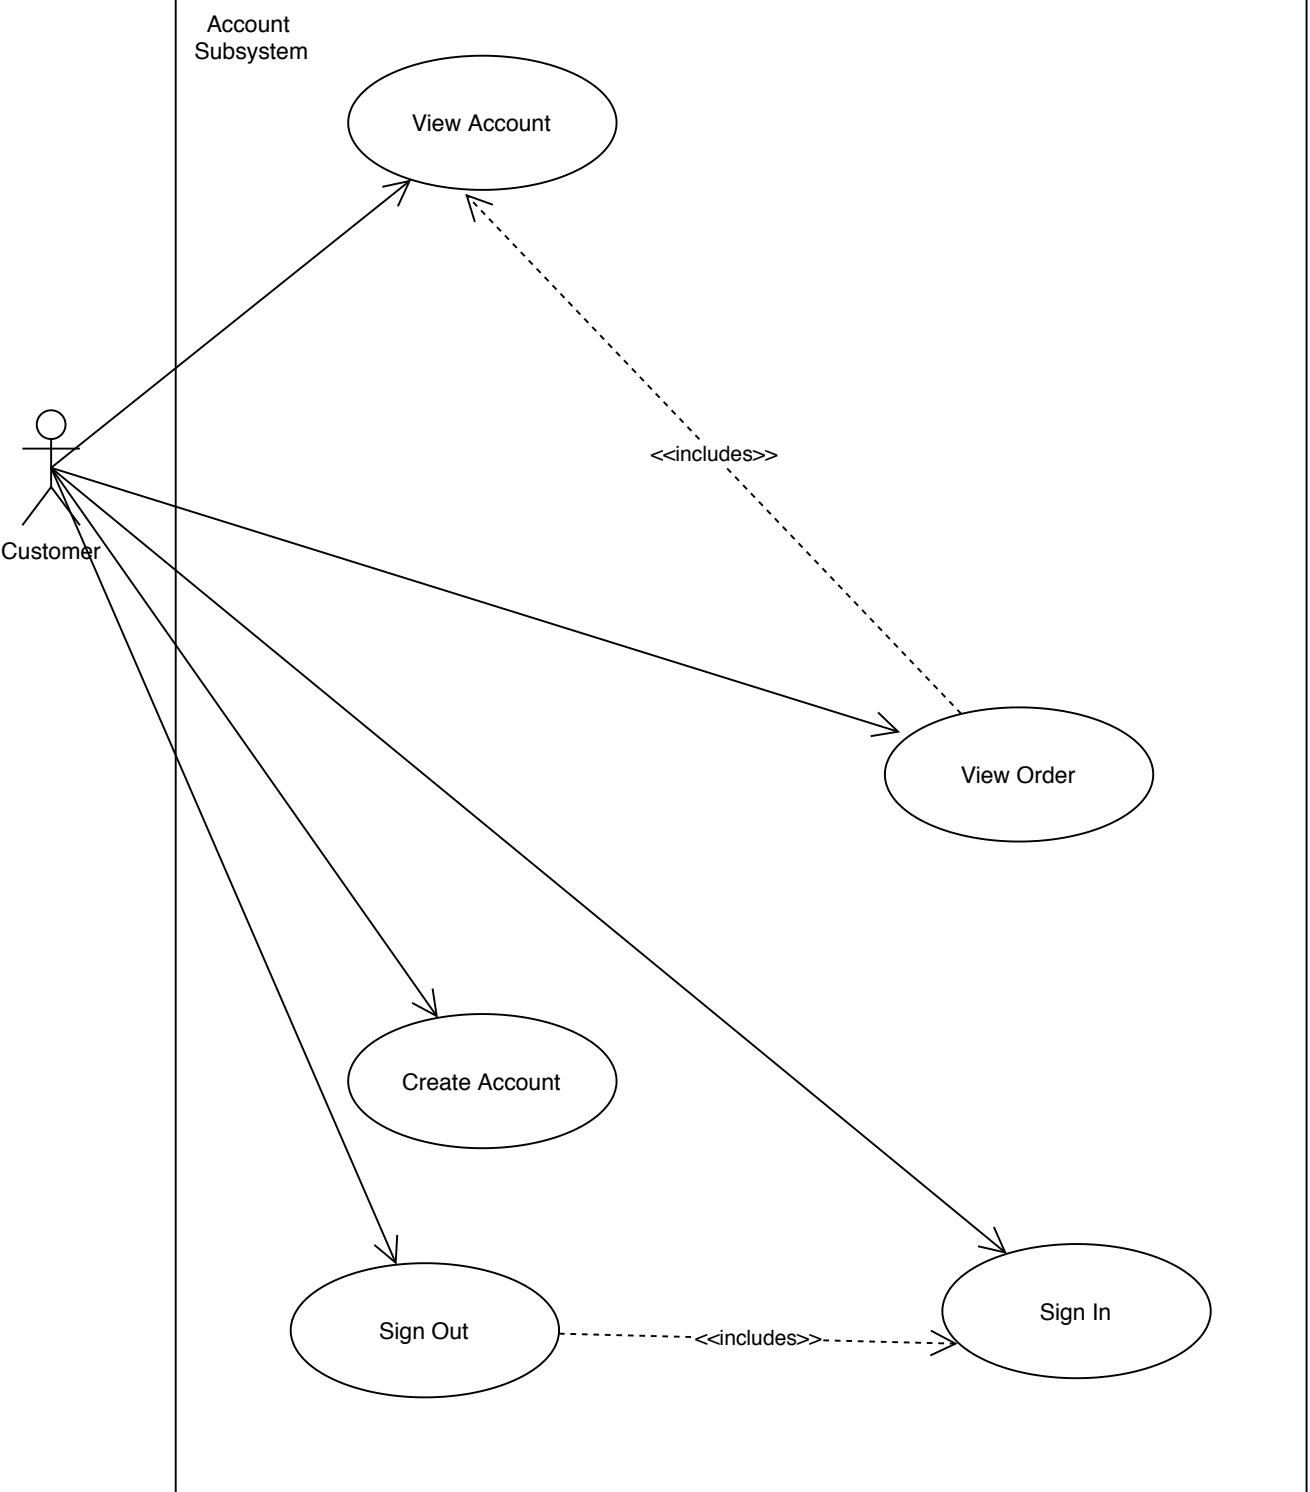 Account
Subsystem
View Account
<<includes>>
Customer
View Order
Create Account
Sign In
Sign Out
<<includes>>